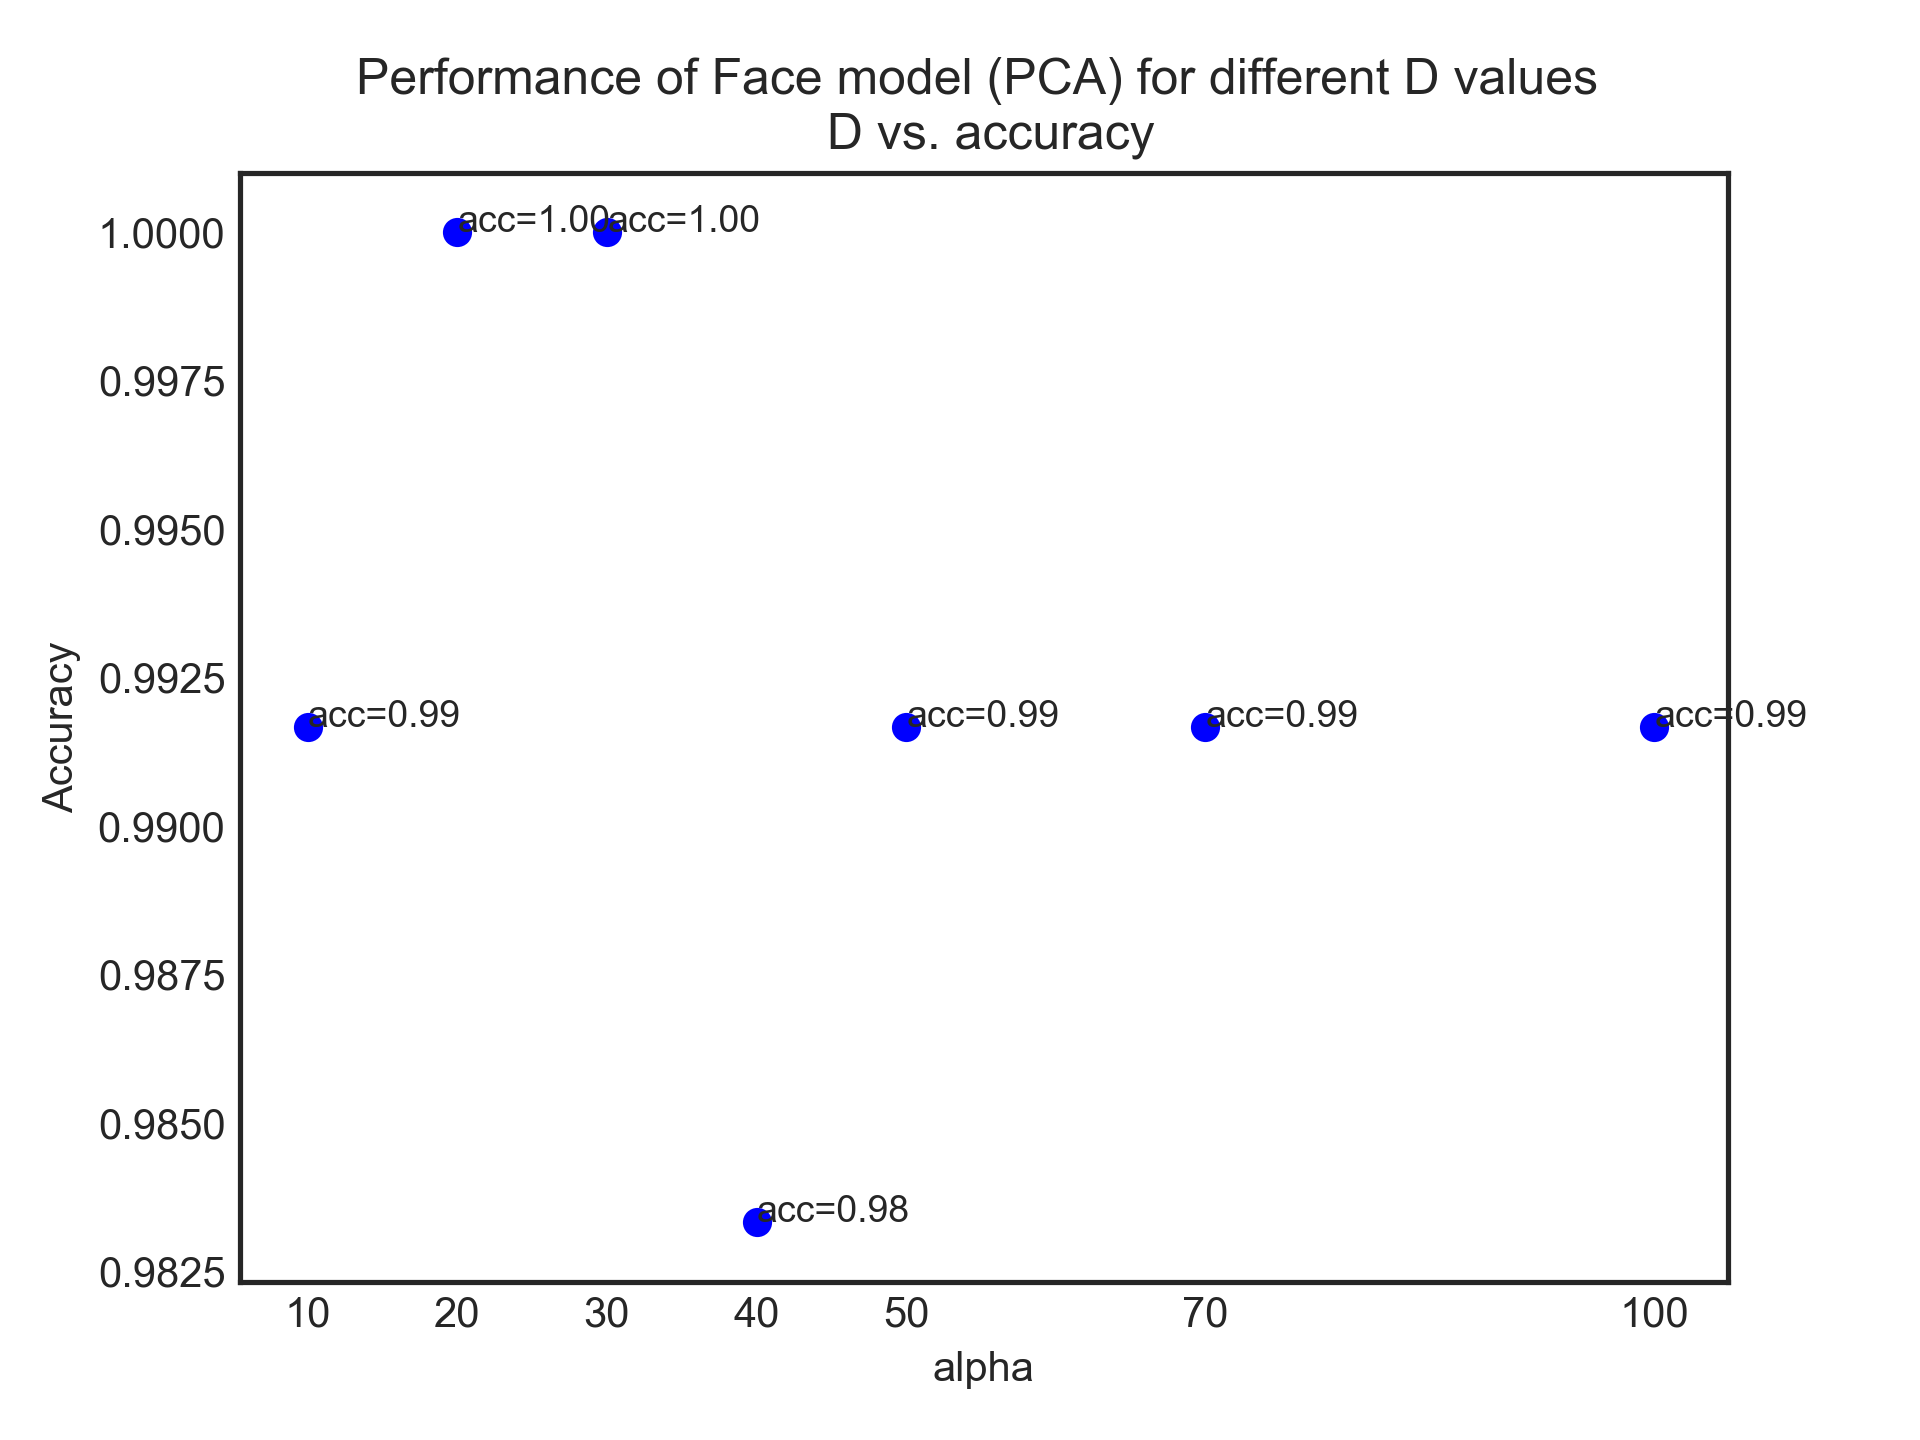 Performance of Face model (PCA) for different D values
D vs. accuracy
1.0000
acc=1.00
acc=1.00
0.9975
0.9950
0.9925
acc=0.99
acc=0.99
acc=0.99
acc=0.99
Accuracy
0.9900
0.9875
0.9850
acc=0.98
0.9825
10 20 30 40 50 70 100
alpha